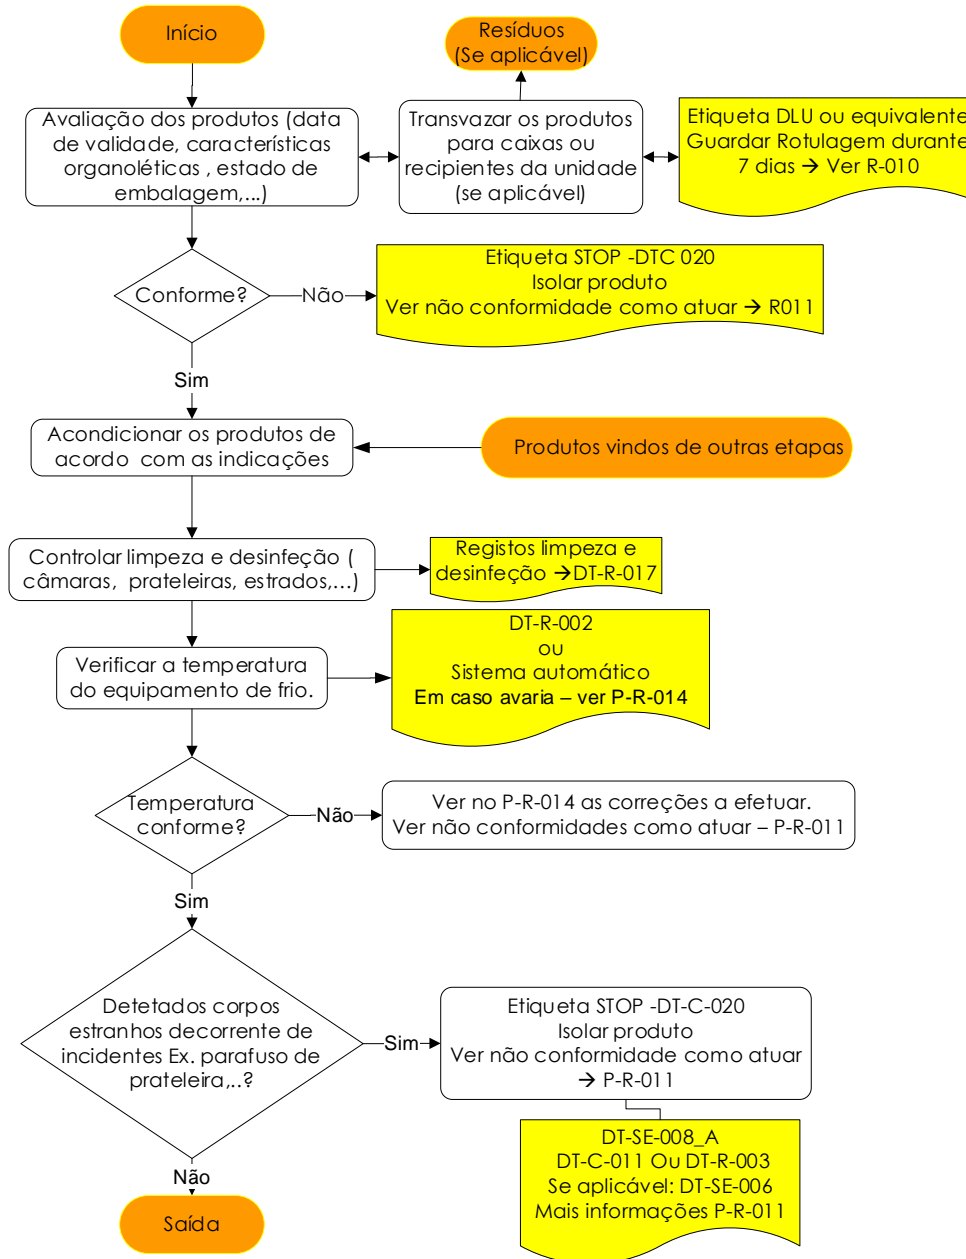 Início
Resíduos
(Se aplicável)
Avaliação dos produtos (data
de validade, características
organoléticas , estado de
embalagem,...)
Transvazar os produtos
para caixas ou
recipientes da unidade
(se aplicável)
Etiqueta DLU ou equivalente
Guardar Rotulagem durante
7 dias → Ver R-010
Conforme?
Não
Etiqueta STOP -DTC 020
Isolar produto
Ver não conformidade como atuar → R011
Sim
Acondicionar os produtos de
acordo com as indicações
Produtos vindos de outras etapas
Controlar limpeza e desinfeção (
câmaras, prateleiras, estrados,...)
Registos limpeza e
desinfeção →DT-R-017
Verificar a temperatura
do equipamento de frio.
DT-R-002
ou
Sistema automático
Em caso avaria – ver P-R-014
Temperatura
conforme?
Não
Ver no P-R-014 as correções a efetuar.
Ver não conformidades como atuar – P-R-011
Sim
Detetados corpos
estranhos decorrente de
incidentes Ex. parafuso de
prateleira,..?
Sim
Etiqueta STOP -DT-C-020
Isolar produto
Ver não conformidade como atuar
→ P-R-011
DT-SE-008_A
DT-C-011 Ou DT-R-003
Se aplicável: DT-SE-006
Mais informações P-R-011
Não
Saída